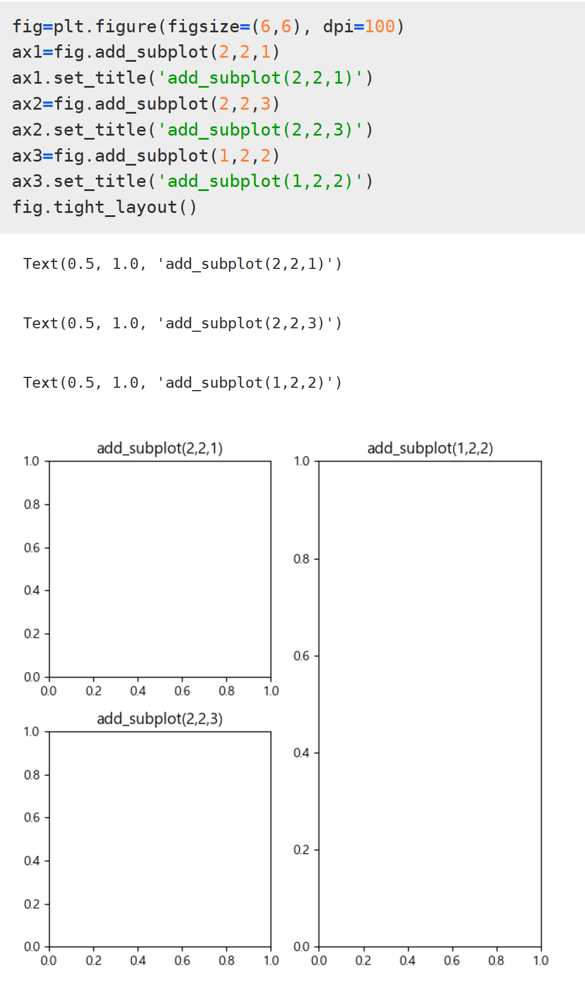 fig=plt.figure(figsize=(6,6), dpi=100)
ax1=fig.add_subplot(2,2,1)
ax1.set_title('add_subplot(2,2,1)')
ax2=fig.add_subplot(2,2,3)
ax2.set_title('add_subplot(2,2,3)')
ax3=fig.add_subplot(1,2,2)
ax3.set_title('add_subplot(1,2,2)')
fig.tight_layout()
Text(0.5, 1.0, 'add_subplot(2,2,1)')
Text(0.5, 1.0, 'add_subplot(2,2,3)')
Text(0.5, 1.0, 'add_subplot(1,2,2)')
add_subplot(2,2,1)
1.0
0.8
0.6
0.4
0.2
0.0
0.0 0.2 0.4 0.6 0.8 1.0
add_subplot(2,2,3)
1.0
0.8
0.6
0.4
0.2
0.0
0.0 0.2 0.4 0.6 0.8 1.0
add_subplot(1,2,2)
1.0
0.8
0.6
0.4
0.2
0.0
0.0 0.2 0.4 0.6 0.8 1.0